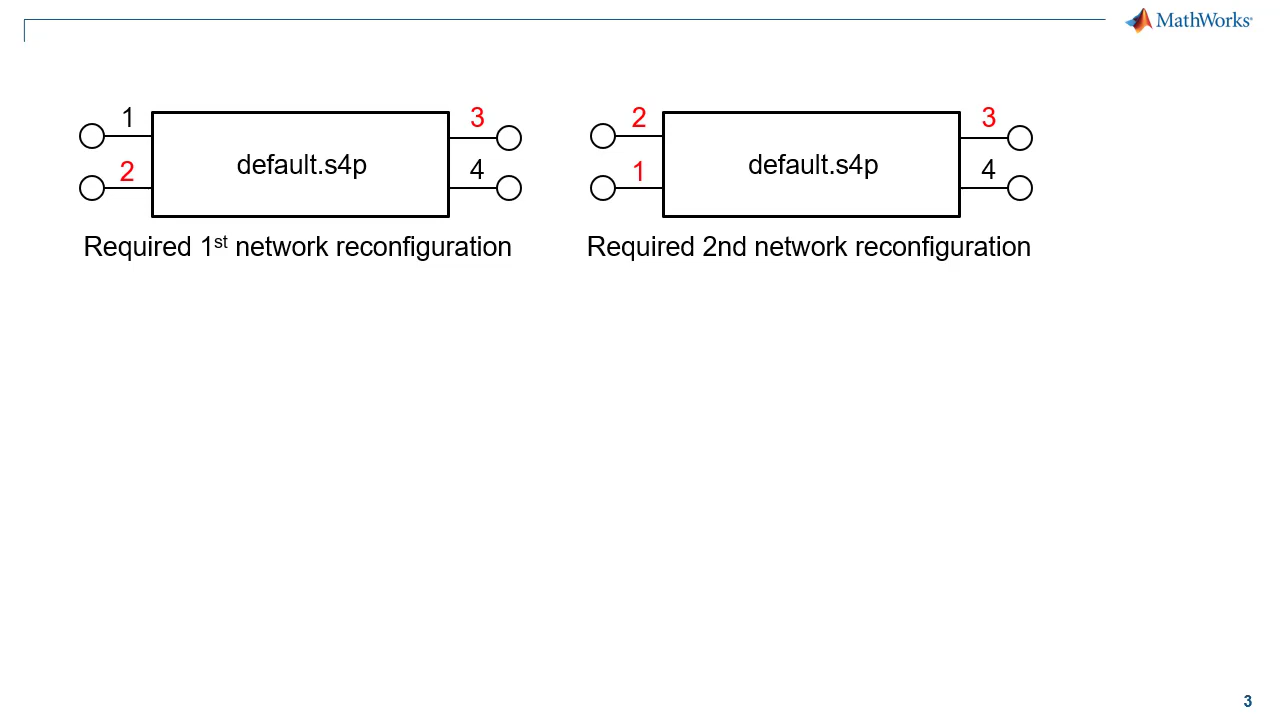 MathWorks
1 3
default.s4p
2 4
Required 1st network reconfiguration
2 3
default.s4p
1 4
Required 2nd network reconfiguration
3